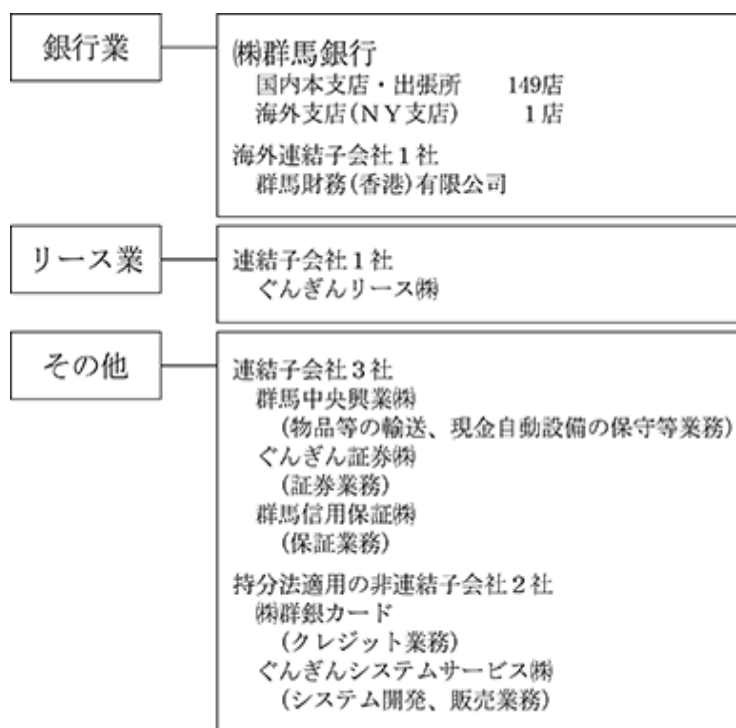 銀行業
㈱群馬銀行
国内本支店・出張所 149店
海外支店(NY支店) 1店
海外連結子会社1社
群馬財務(香港)有限公司
リース業
連結子会社1社
ぐんぎんリース㈱
その他
連結子会社3社
群馬中央興業㈱
(物品等の輸送、現金自動設備の保守等業務)
ぐんぎん証券㈱
(証券業務)
群馬信用保証㈱
(保証業務)
持分法適用の非連結子会社2社
㈱群銀カード
(クレジット業務)
ぐんぎんシステムサービス㈱
(システム開発、販売業務)